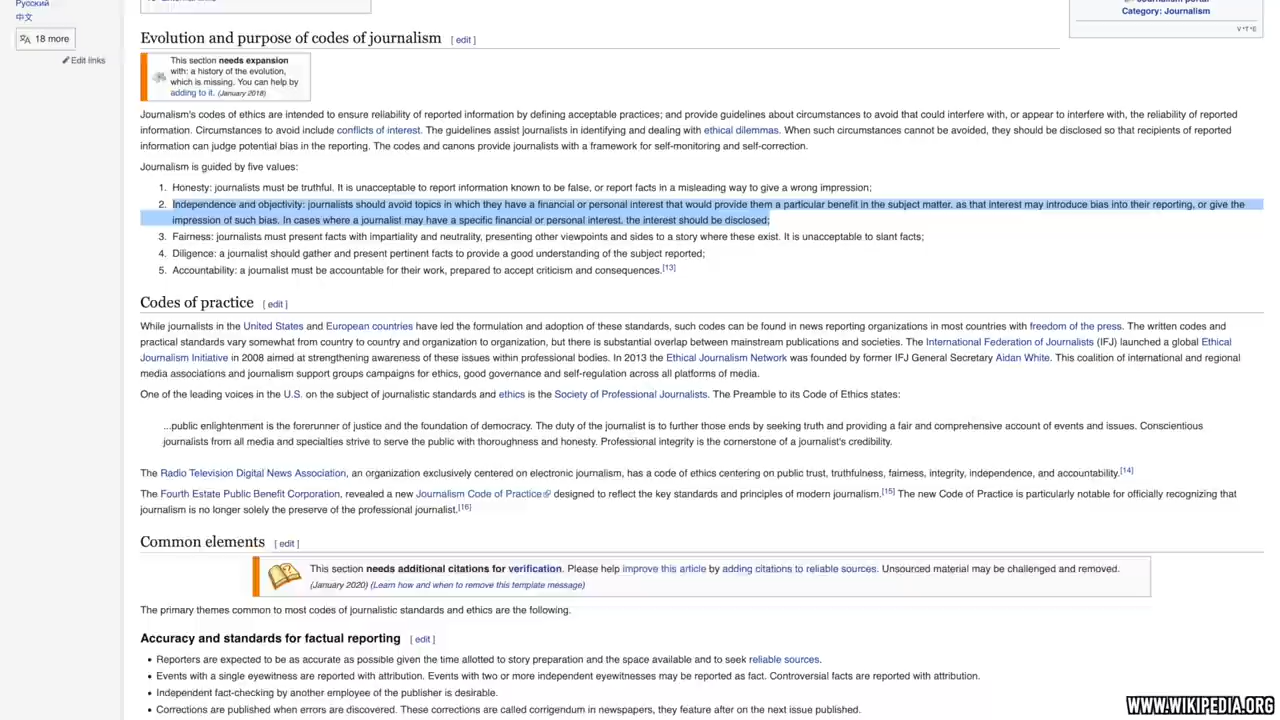 Русский
中文
18 more
Edit links
Category: Journalism
V • T • E
Evolution and purpose of codes of journalism [ edit ]
This section needs expansion
with: a history of the evolution,
which is missing. You can help by
adding to it. (January 2018)
Journalism's codes of ethics are intended to ensure reliability of reported information by defining acceptable practices; and provide guidelines about circumstances to avoid that could interfere with, or appear to interfere with, the reliability of reported
information. Circumstances to avoid include conflicts of interest. The guidelines assist journalists in identifying and dealing with ethical dilemmas. When such circumstances cannot be avoided, they should be disclosed so that recipients of reported
information can judge potential bias in the reporting. The codes and canons provide journalists with a framework for self-monitoring and self-correction.
Journalism is guided by five values:
1. Honesty: journalists must be truthful. It is unacceptable to report information known to be false, or report facts in a misleading way to give a wrong impression;
2. Independence and objectivity: journalists should avoid topics in which they have a financial or personal interest that would provide them a particular benefit in the subject matter, as that interest may introduce bias into their reporting, or give the
impression of such bias. In cases where a journalist may have a specific financial or personal interest, the interest should be disclosed;
3. Fairness: journalists must present facts with impartiality and neutrality, presenting other viewpoints and sides to a story where these exist. It is unacceptable to slant facts;
4. Diligence: a journalist should gather and present pertinent facts to provide a good understanding of the subject reported;
5. Accountability: a journalist must be accountable for their work, prepared to accept criticism and consequences.[13]
Codes of practice [ edit ]
While journalists in the United States and European countries have led the formulation and adoption of these standards, such codes can be found in news reporting organizations in most countries with freedom of the press. The written codes and
practical standards vary somewhat from country to country and organization to organization, but there is substantial overlap between mainstream publications and societies. The International Federation of Journalists (IFJ) launched a global Ethical
Journalism Initiative in 2008 aimed at strengthening awareness of these issues within professional bodies. In 2013 the Ethical Journalism Network was founded by former IFJ General Secretary Aidan White. This coalition of international and regional
media associations and journalism support groups campaigns for ethics, good governance and self-regulation across all platforms of media.
One of the leading voices in the U.S. on the subject of journalistic standards and ethics is the Society of Professional Journalists. The Preamble to its Code of Ethics states:
...public enlightenment is the forerunner of justice and the foundation of democracy. The duty of the journalist is to further those ends by seeking truth and providing a fair and comprehensive account of events and issues. Conscientious
journalists from all media and specialties strive to serve the public with thoroughness and honesty. Professional integrity is the cornerstone of a journalist's credibility.
The Radio Television Digital News Association, an organization exclusively centered on electronic journalism, has a code of ethics centering on public trust, truthfulness, fairness, integrity, independence, and accountability.[14]
The Fourth Estate Public Benefit Corporation, revealed a new Journalism Code of Practice designed to reflect the key standards and principles of modern journalism.[15] The new Code of Practice is particularly notable for officially recognizing that
journalism is no longer solely the preserve of the professional journalist.[16]
Common elements [ edit ]
This section needs additional citations for verification. Please help improve this article by adding citations to reliable sources. Unsourced material may be challenged and removed.
(January 2020) (Learn how and when to remove this template message)
The primary themes common to most codes of journalistic standards and ethics are the following.
Accuracy and standards for factual reporting [ edit ]
• Reporters are expected to be as accurate as possible given the time allotted to story preparation and the space available and to seek reliable sources.
• Events with a single eyewitness are reported with attribution. Events with two or more independent eyewitnesses may be reported as fact. Controversial facts are reported with attribution.
• Independent fact-checking by another employee of the publisher is desirable.
• Corrections are published when errors are discovered. These corrections are called corrigendum in newspapers, they feature after on the next issue published.
WWW.WIKIPEDIA.ORG